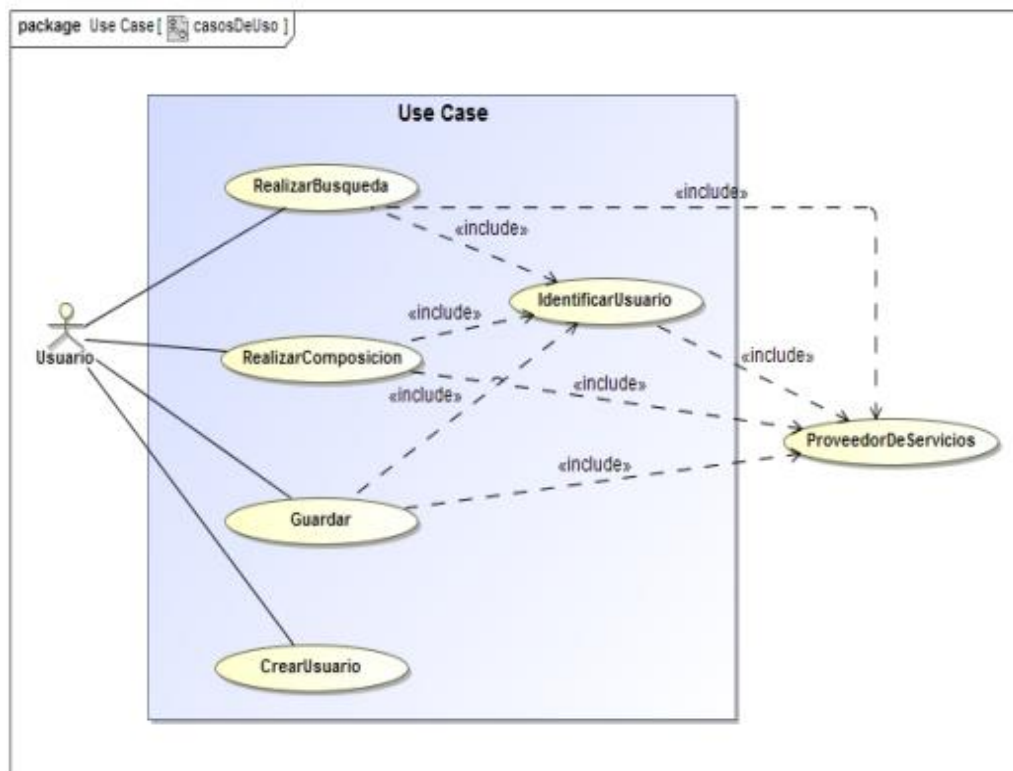 package Use Case[ casosDeUso ]
Use Case
RealizarBusqueda
«include»
«include»
IdentificarUsuario
«include»
Usuario
RealizarComposicion
«include»
«include»
«include»
ProveedorDeServicios
«include»
Guardar
CrearUsuario